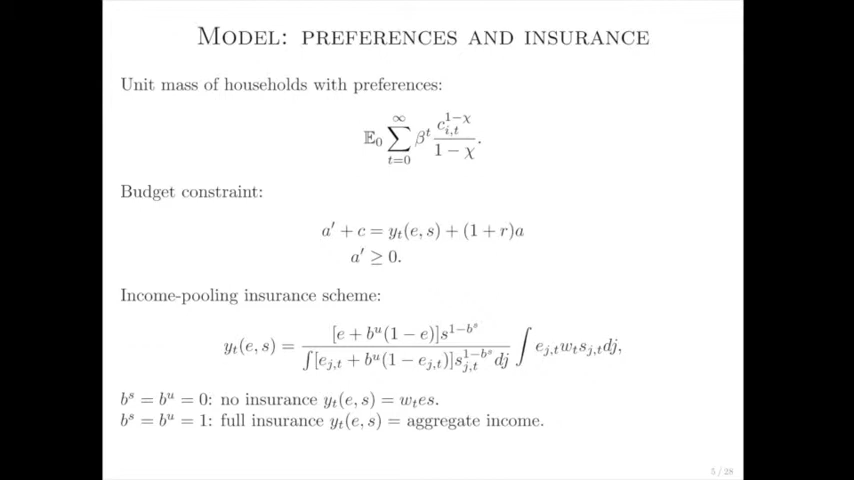 Model: preferences and insurance
Unit mass of households with preferences:
$\mathbb{E}_0 \sum_{t=0}^{\infty} \beta^t \frac{c_{i,t}^{1-\chi}}{1-\chi}.$
Budget constraint:
$a' + c = y_t(e, s) + (1 + r)a$
$a' \geq 0.$
Income-pooling insurance scheme:
$y_t(e, s) = \frac{[e + b^u(1 - e)]s^{1-b^s}}{\int [e_{j,t} + b^u(1 - e_{j,t})]s_{j,t}^{1-b^s} dj} \int e_{j,t} w_t s_{j,t} dj,$
$b^s = b^u = 0$: no insurance $y_t(e, s) = w_t es.$
$b^s = b^u = 1$: full insurance $y_t(e, s) =$ aggregate income.
5 / 28